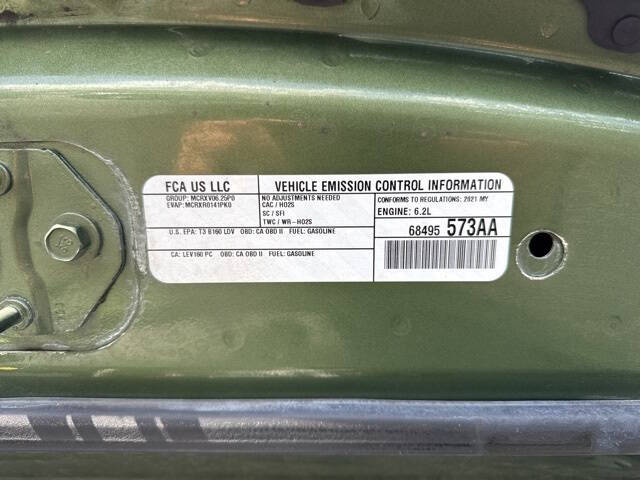 FCA US LLC
VEHICLE EMISSION CONTROL INFORMATION
GROUP: MCRXV06.25P0
EVAP: MCRXR0141PK0
NO ADJUSTMENTS NEEDED
CAC / HO2S
SC / SFI
TWC / WR-HO2S
CONFORMS TO REGULATIONS: 2021 MY
ENGINE: 6.2L
U.S. EPA: T3 B160 LDV OBD: CA OBD II FUEL: GASOLINE
68495 573AA
CA: LEV160 PC OBD: CA OBD II FUEL: GASOLINE